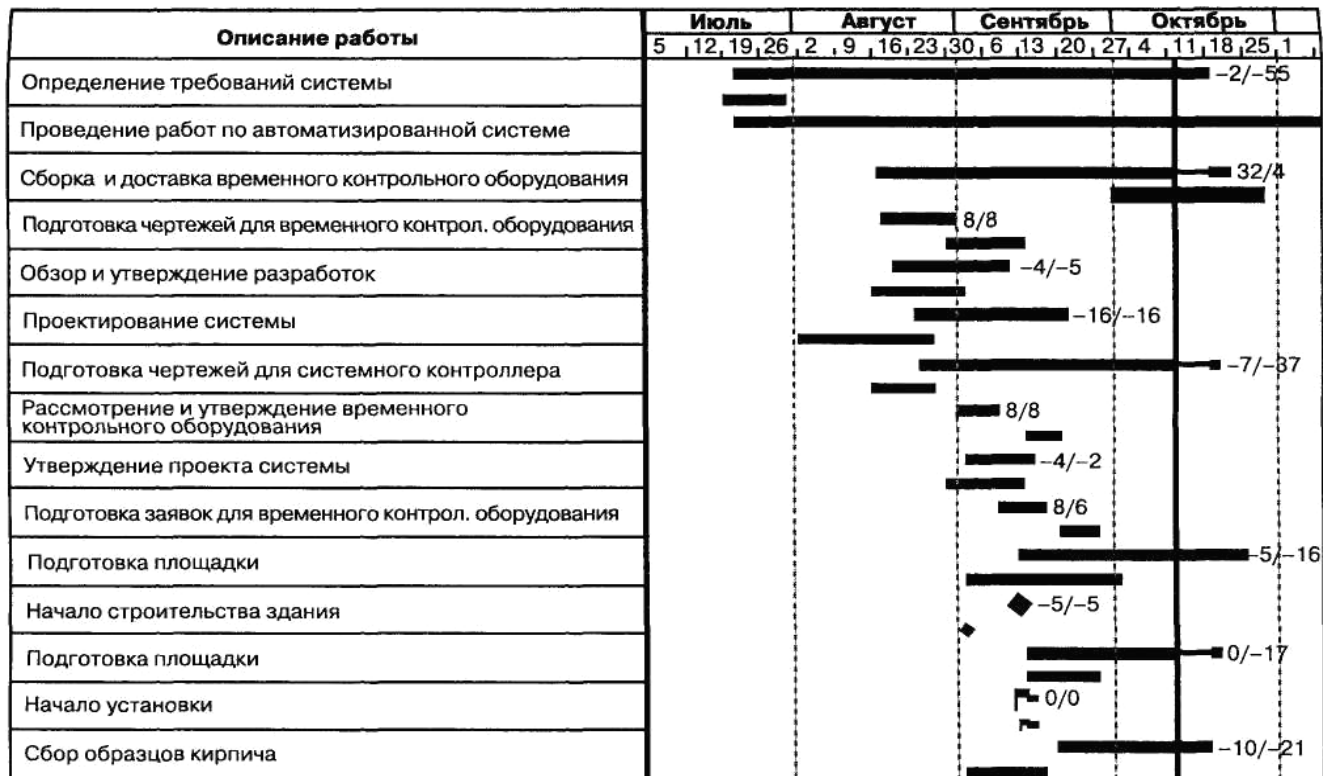 Описание работы
Июль Август Сентябрь Октябрь
5 12 19 26 2 9 16 23 30 6 13 20 27 4 11 18 25 1
Определение требований системы -2/-55
Проведение работ по автоматизированной системе
Сборка и доставка временного контрольного оборудования 32/4
Подготовка чертежей для временного контрол. оборудования 8/8
Обзор и утверждение разработок -4/-5
Проектирование системы -16/-16
Подготовка чертежей для системного контроллера -7/-37
Рассмотрение и утверждение временного 8/8
контрольного оборудования
Утверждение проекта системы -4/-2
Подготовка заявок для временного контрол. оборудования 8/6
Подготовка площадки -5/-16
Начало строительства здания -5/-5
Подготовка площадки 0/-17
Начало установки 0/0
Сбор образцов кирпича -10/-21